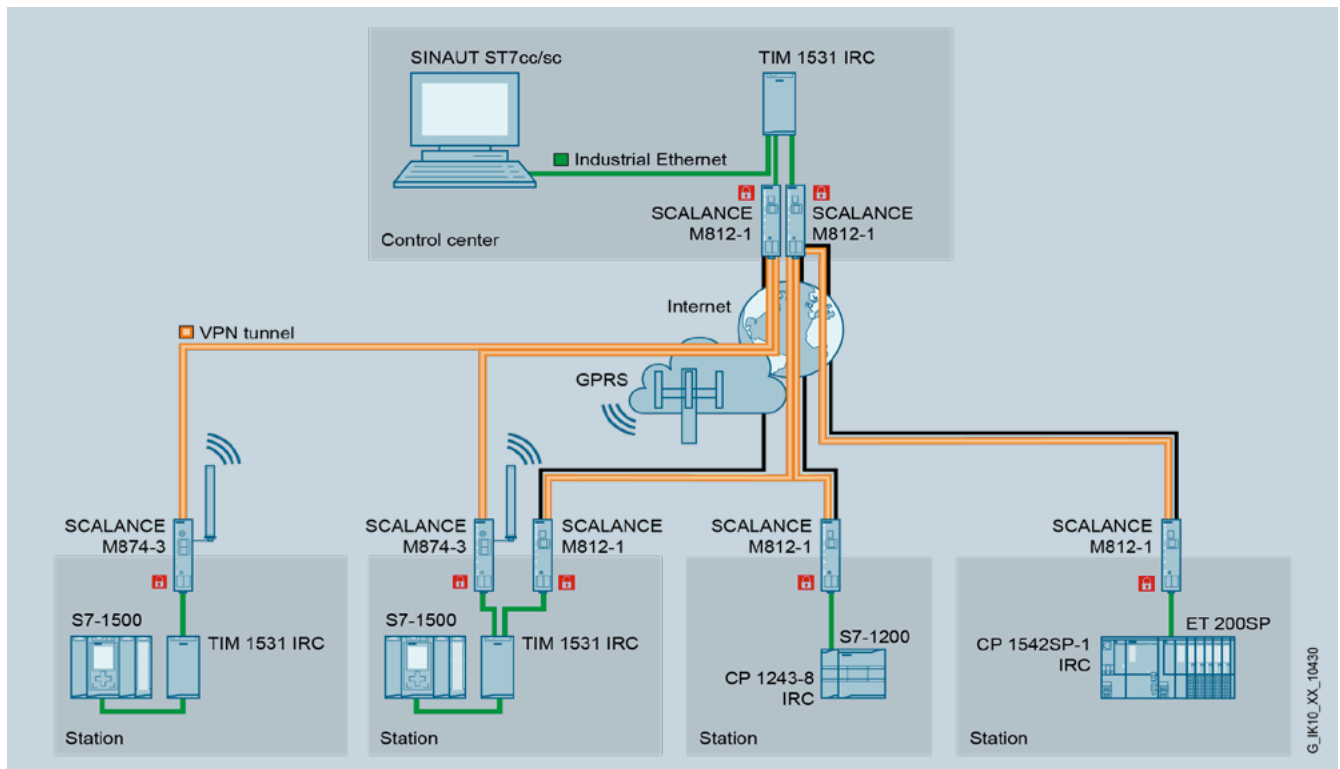 SINAUT ST7cc/sc
TIM 1531 IRC
Industrial Ethernet
SCALANCE
M812-1
SCALANCE
M812-1
Control center
Internet
VPN tunnel
GPRS
SCALANCE
M874-3
SCALANCE
M874-3
SCALANCE
M812-1
SCALANCE
M812-1
SCALANCE
M812-1
S7-1500
TIM 1531 IRC
Station
S7-1500
TIM 1531 IRC
Station
S7-1200
CP 1243-8
IRC
Station
ET 200SP
CP 1542SP-1
IRC
Station
G_IK10_XX_10430